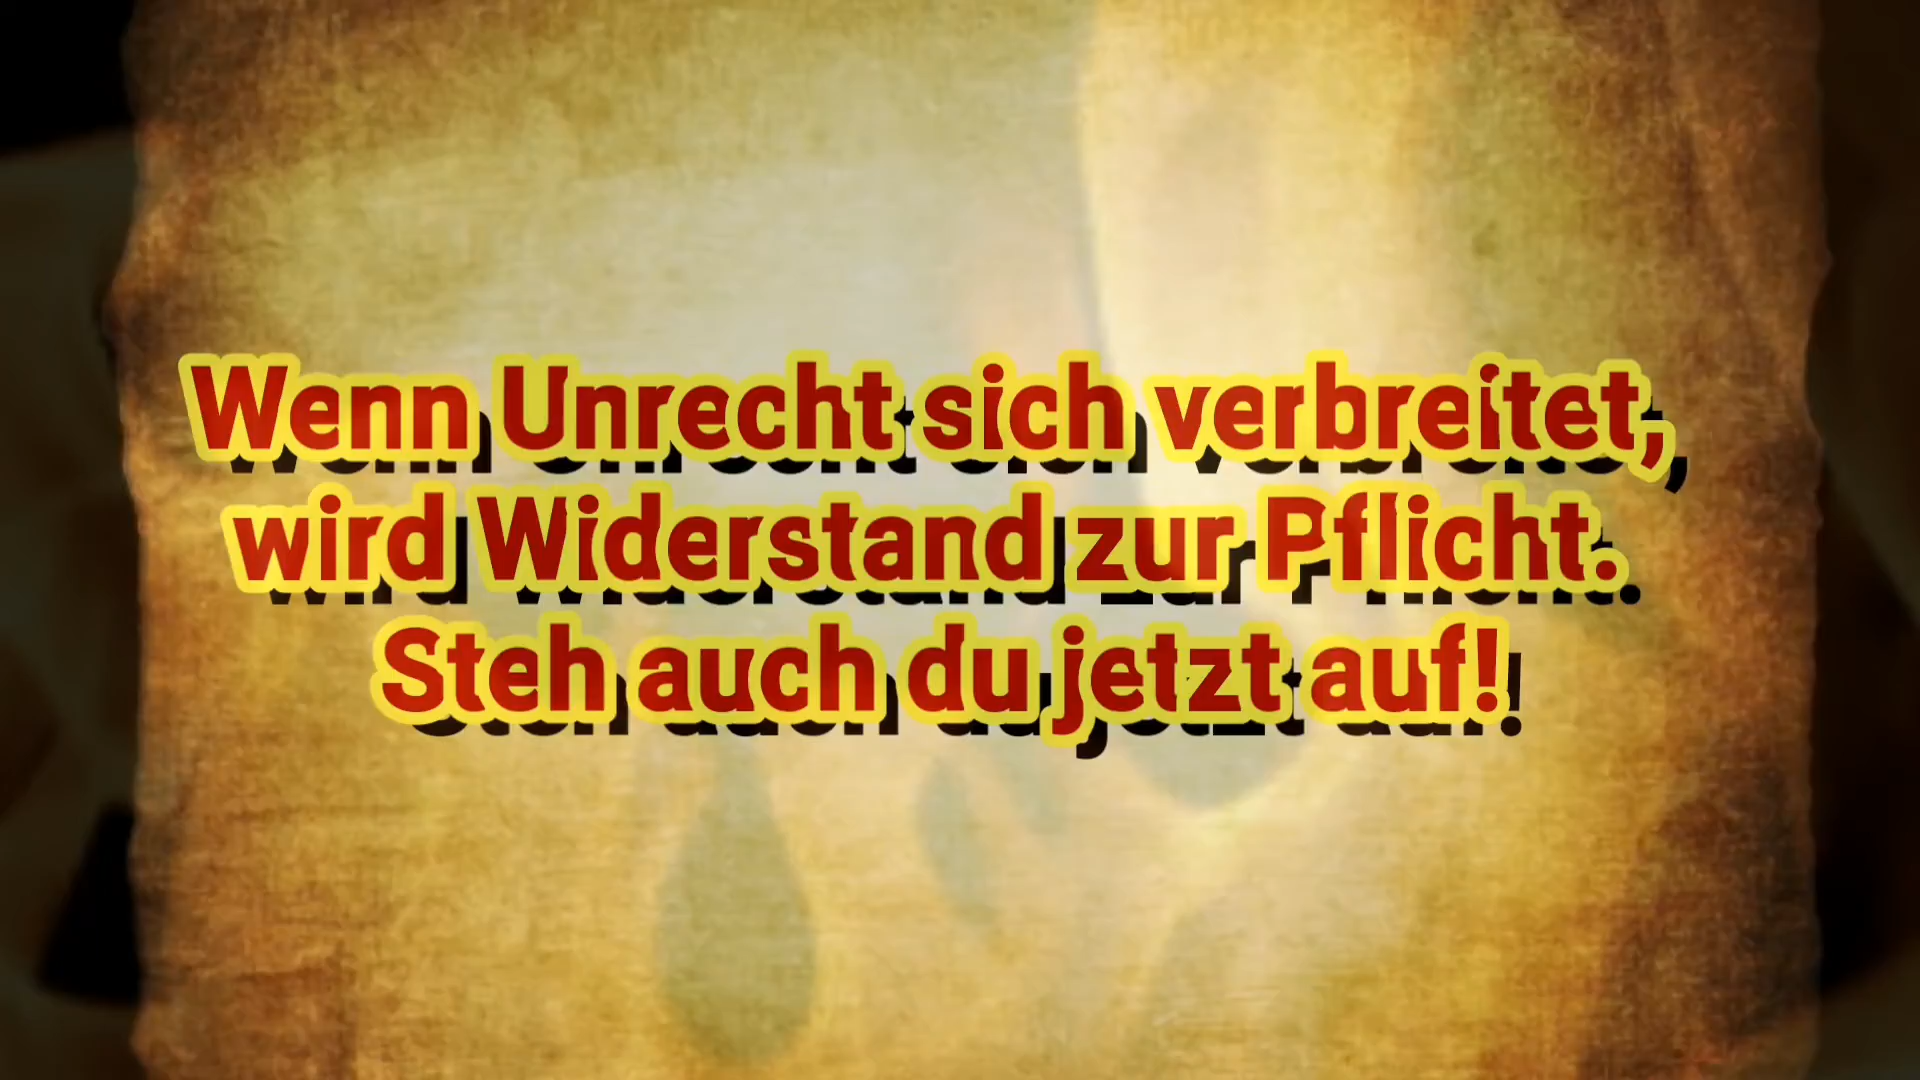 Wenn Unrecht sich verbreitet,
wird Widerstand zur Pflicht.
Steh auch du jetzt auf!